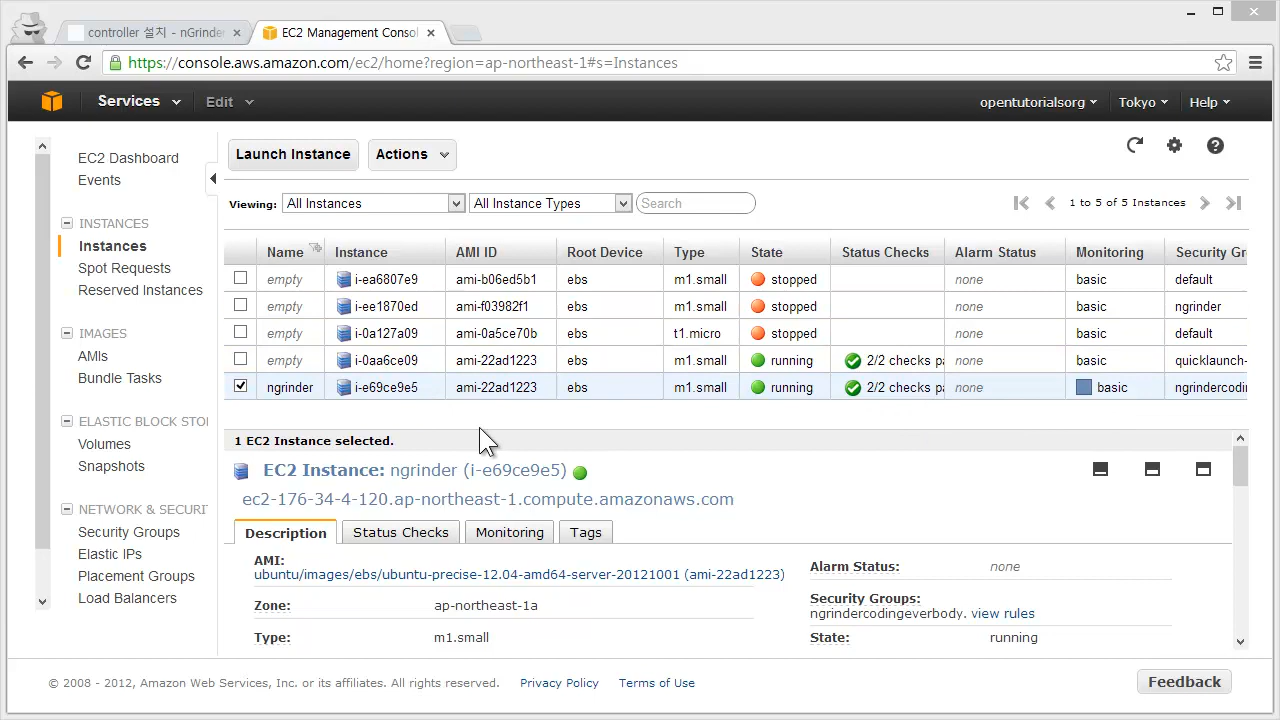 controller 설치 - nGrinder
EC2 Management Consol
https://console.aws.amazon.com/ec2/home?region=ap-northeast-1#s=Instances
Services Edit opentutorialsorg Tokyo Help
EC2 Dashboard
Events
INSTANCES
Instances
Spot Requests
Reserved Instances
IMAGES
AMIs
Bundle Tasks
ELASTIC BLOCK STO
Volumes
Snapshots
NETWORK & SECURIT
Security Groups
Elastic IPs
Placement Groups
Load Balancers
Launch Instance Actions
Viewing: All Instances All Instance Types Search 1 to 5 of 5 Instances
Name Instance AMI ID Root Device Type State Status Checks Alarm Status Monitoring Security Gr
empty i-ea6807e9 ami-b06ed5b1 ebs m1.small stopped none basic default
empty i-ee1870ed ami-f03982f1 ebs m1.small stopped none basic ngrinder
empty i-0a127a09 ami-0a5ce70b ebs t1.micro stopped none basic default
empty i-0aa6ce09 ami-22ad1223 ebs m1.small running 2/2 checks pa none basic quicklaunch-
ngrinder i-e69ce9e5 ami-22ad1223 ebs m1.small running 2/2 checks pa none basic ngrindercodin
1 EC2 Instance selected.
EC2 Instance: ngrinder (i-e69ce9e5)
ec2-176-34-4-120.ap-northeast-1.compute.amazonaws.com
Description Status Checks Monitoring Tags
AMI:
ubuntu/images/ebs/ubuntu-precise-12.04-amd64-server-20121001 (ami-22ad1223)
Zone: ap-northeast-1a
Type: m1.small
Alarm Status: none
Security Groups:
ngrindercodingeverbody. view rules
State: running
© 2008 - 2012, Amazon Web Services, Inc. or its affiliates. All rights reserved. Privacy Policy Terms of Use Feedback